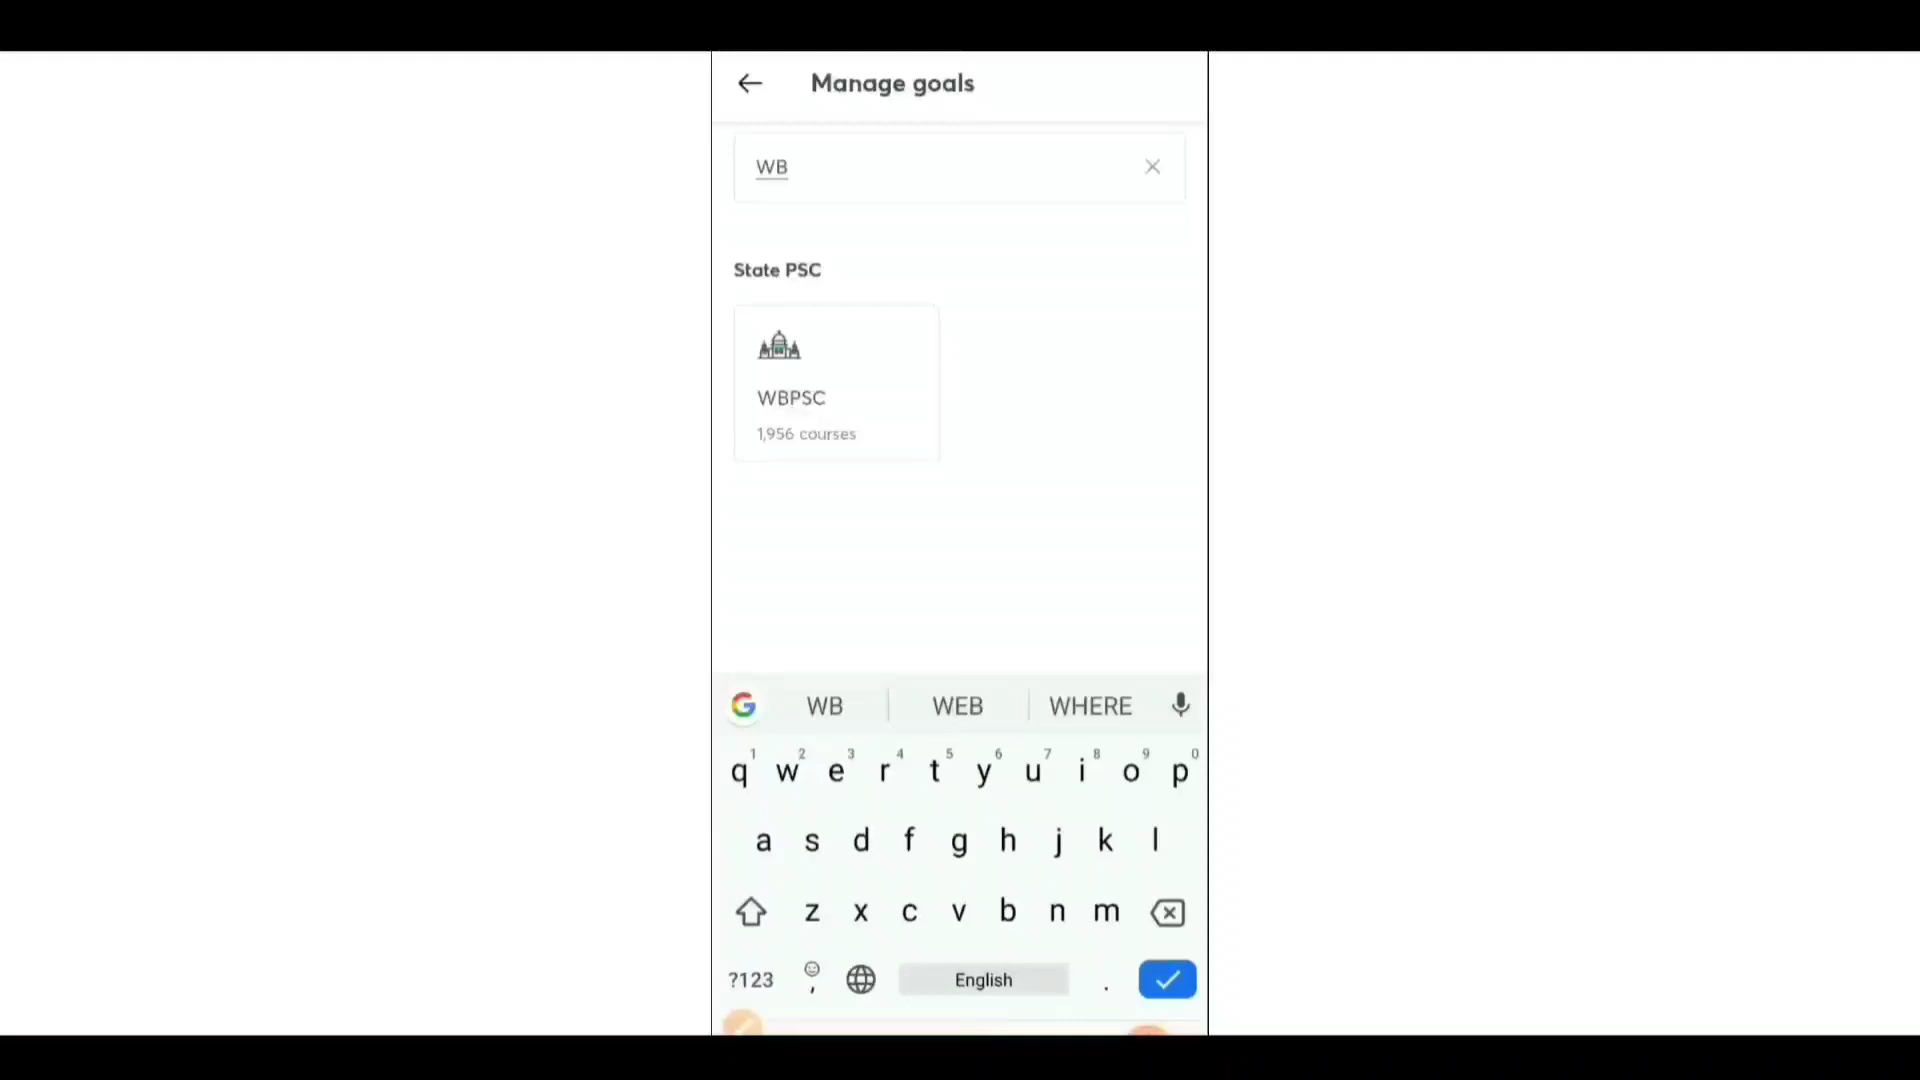 Manage goals
WB
State PSC
WBPSC
1,956 courses
WB WEB WHERE
1 2 3 4 5 6 7 8 9 0
q w e r t y u i o p
a s d f g h j k l
z x c v b n m
?123 , English .